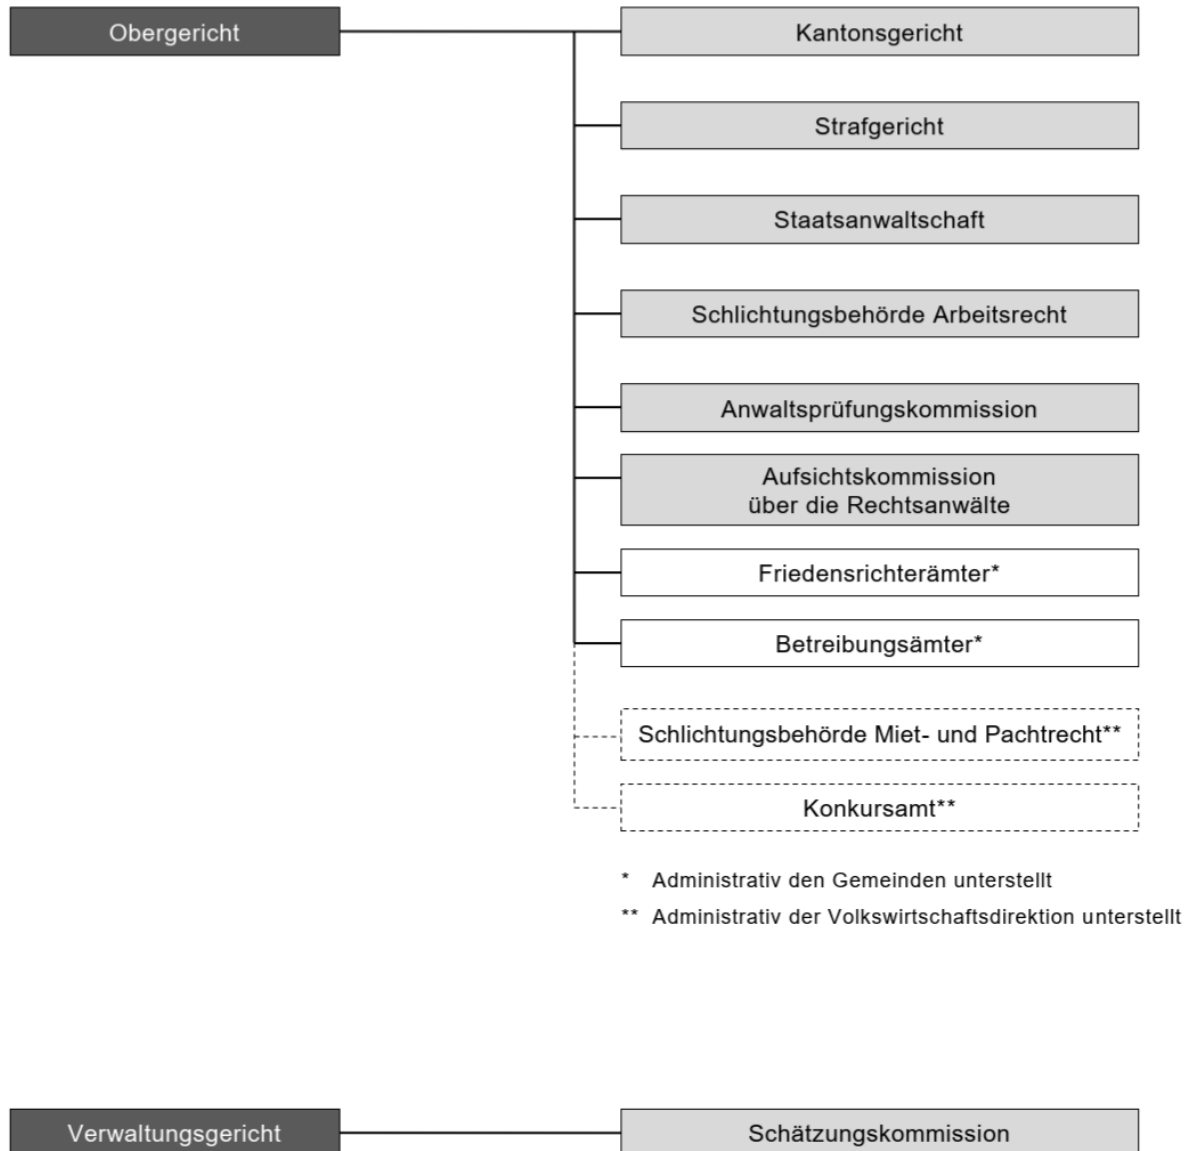 Obergericht
Kantonsgericht
Strafgericht
Staatsanwaltschaft
Schlichtungsbehörde Arbeitsrecht
Anwaltsprüfungskommission
Aufsichtskommission
über die Rechtsanwälte
Friedensrichterämter*
Betreibungsämter*
Schlichtungsbehörde Miet- und Pachtrecht**
Konkursamt**
* Administrativ den Gemeinden unterstellt
** Administrativ der Volkswirtschaftsdirektion unterstellt
Verwaltungsgericht
Schätzungskommission